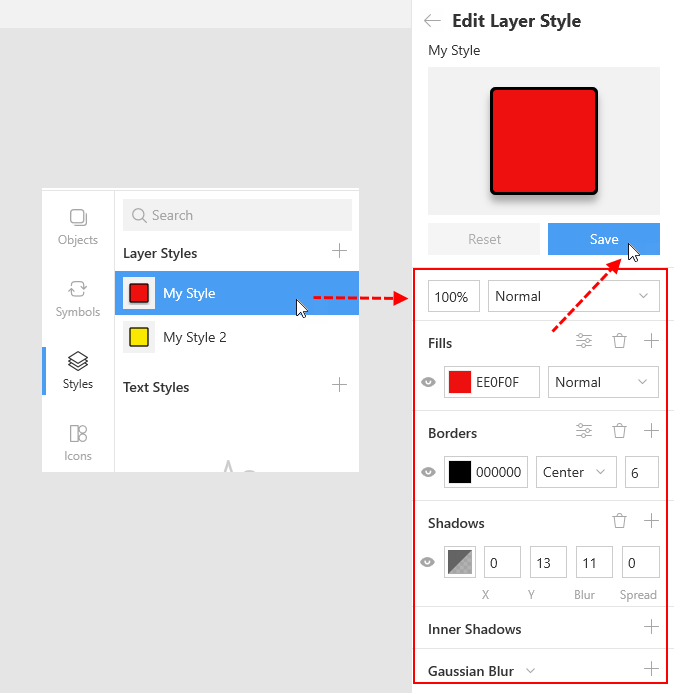 Edit Layer Style
My Style
Reset
Save
Search
Objects
Layer Styles
My Style
Symbols
My Style 2
Styles
Text Styles
Icons
100%
Normal
Fills
EE0F0F
Normal
Borders
000000
Center
6
Shadows
0
13
11
0
X
Y
Blur
Spread
Inner Shadows
Gaussian Blur